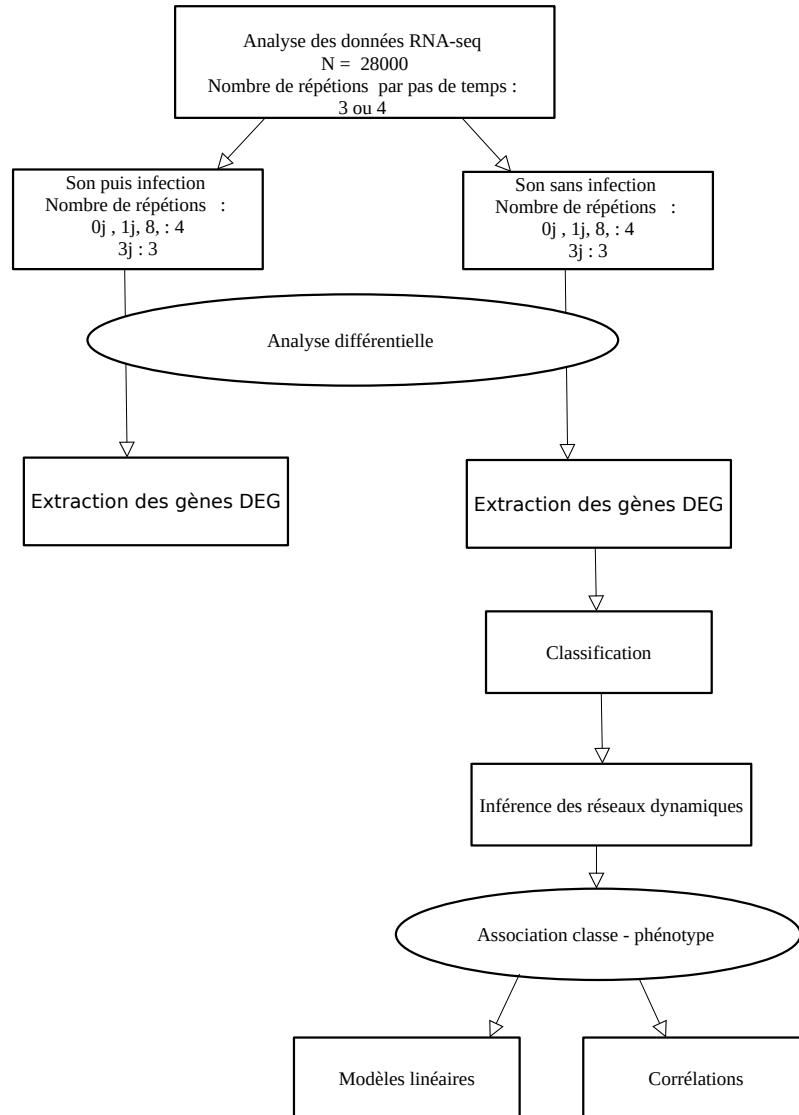 Analyse des données RNA-seq
N = 28000
Nombre de répétions par pas de temps :
3 ou 4
Son puis infection
Nombre de répétions :
0j , 1j, 8, : 4
3j : 3
Son sans infection
Nombre de répétions :
0j , 1j, 8, : 4
3j : 3
Analyse différentielle
Extraction des gènes DEG
Extraction des gènes DEG
Classification
Inférence des réseaux dynamiques
Association classe - phénotype
Modèles linéaires
Corrélations